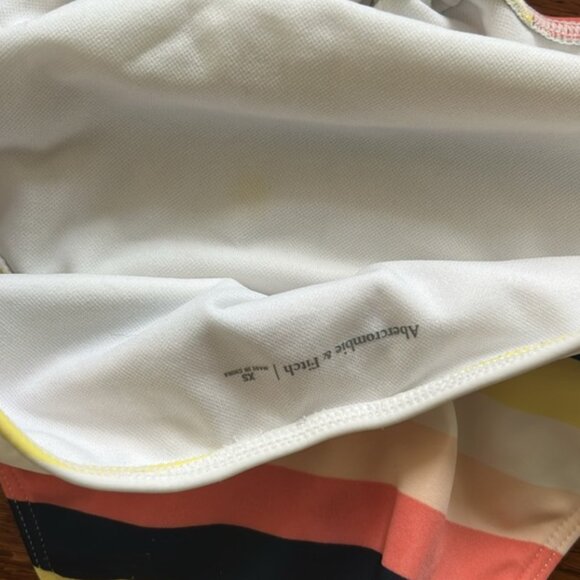 Abercrombie & Fitch | XS
MADE IN CHINA